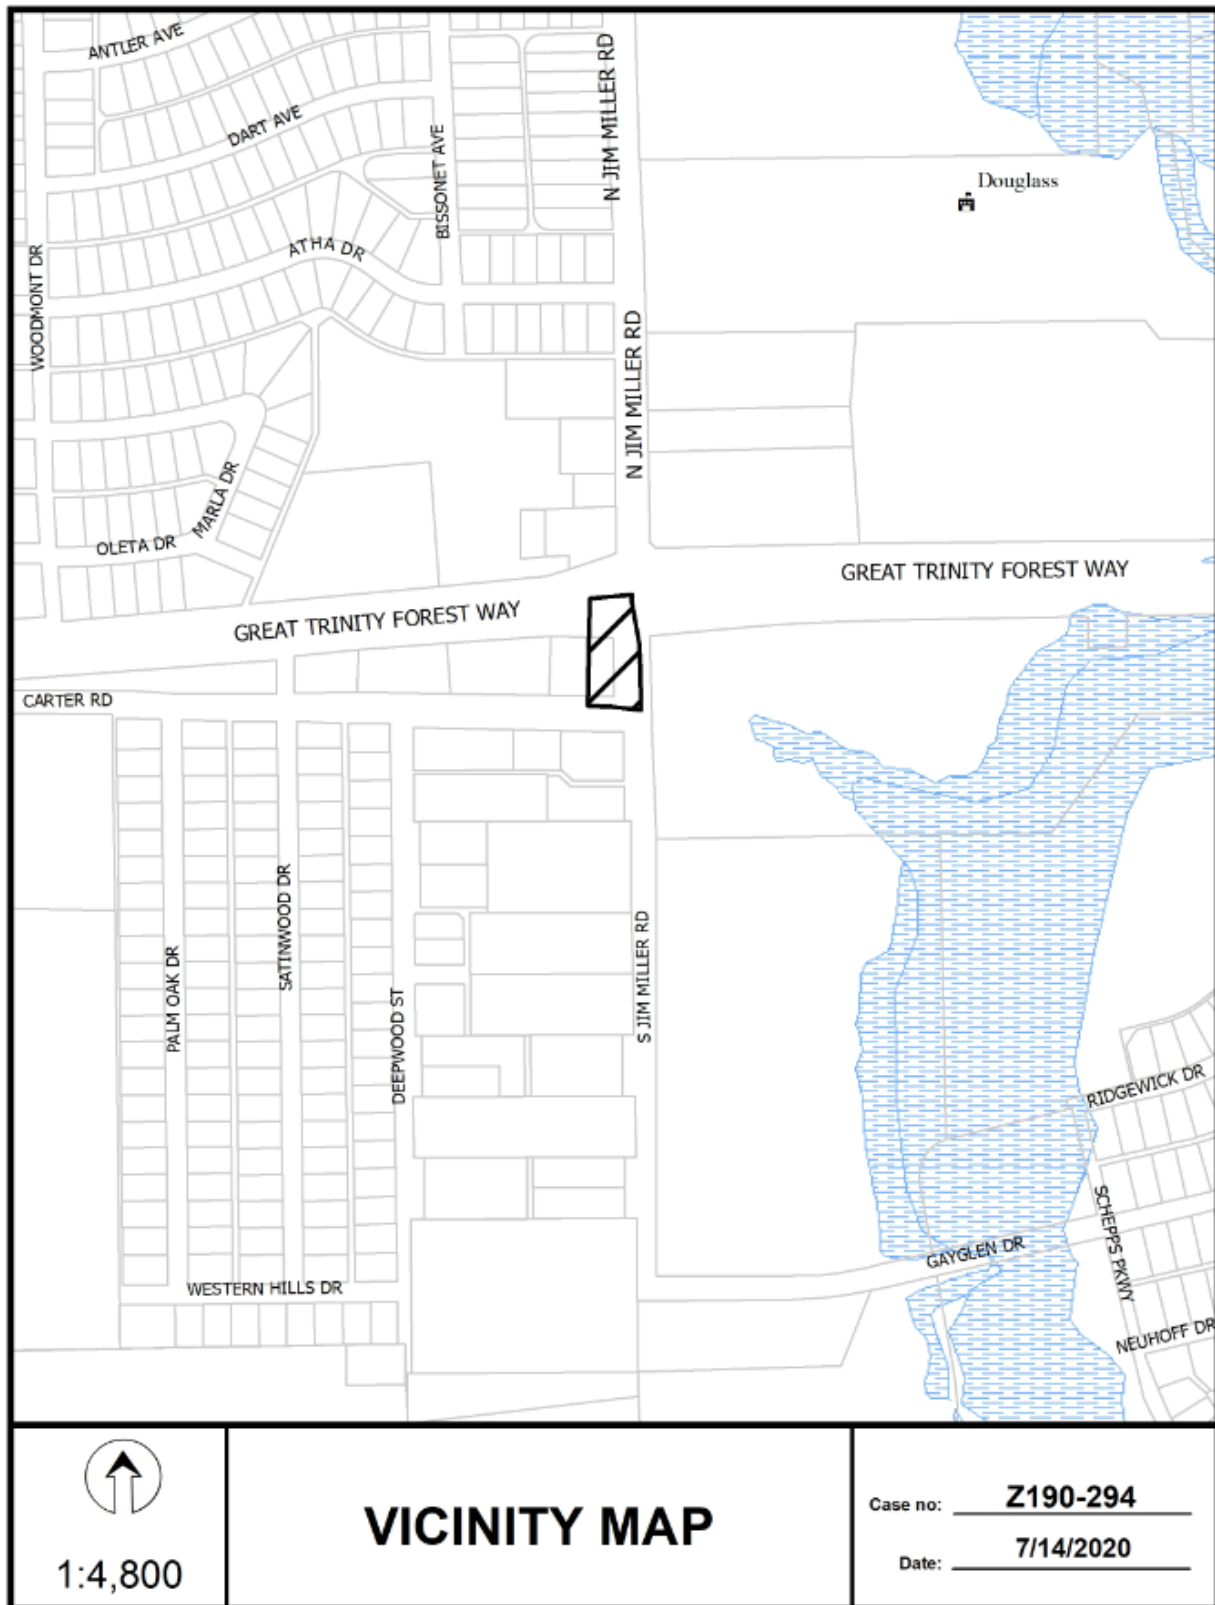 ANTLER AVE
DART AVE
BISSONET AVE
N JIM MILLER RD
Douglass
ATHA DR
WOODMONT DR
N JIM MILLER RD
MARLA DR
OLETA DR
GREAT TRINITY FOREST WAY
GREAT TRINITY FOREST WAY
CARTER RD
SATINWOOD DR
PALM OAK DR
S JIM MILLER RD
DEEPWOOD ST
RIDGEWICK DR
SCHEPPS PKWY
GAYGLEN DR
WESTERN HILLS DR
NEUHOFF DR
1:4,800
VICINITY MAP
Case no: Z190-294
Date: 7/14/2020